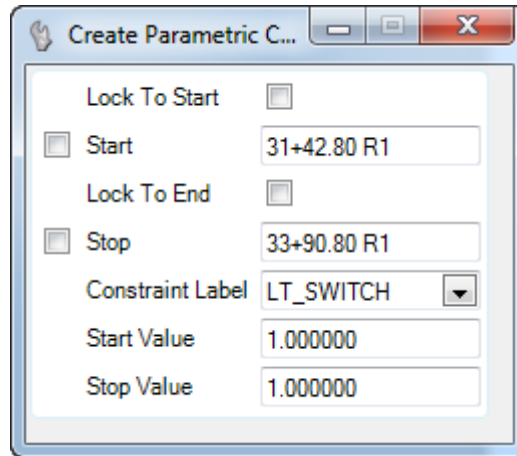 Create Parametric C...
Lock To Start
Start 31+42.80 R1
Lock To End
Stop 33+90.80 R1
Constraint Label LT_SWITCH
Start Value 1.000000
Stop Value 1.000000